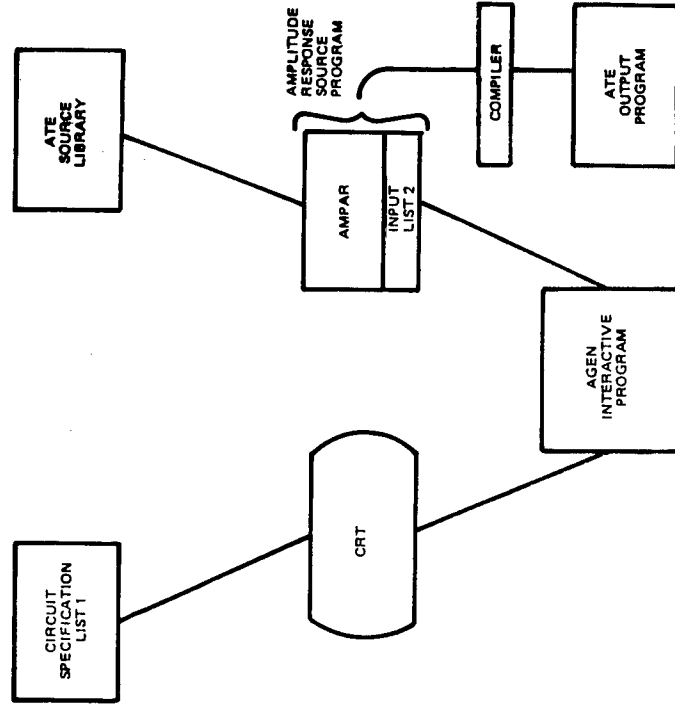 CIRCUIT
SPECIFICATION
LIST 1
CRT
AGEN
INTERACTIVE
PROGRAM
ATE
SOURCE
LIBRARY
AMPAR
INPUT
LIST 2
AMPLITUDE
RESPONSE
SOURCE
PROGRAM
COMPILER
ATE
OUTPUT
PROGRAM